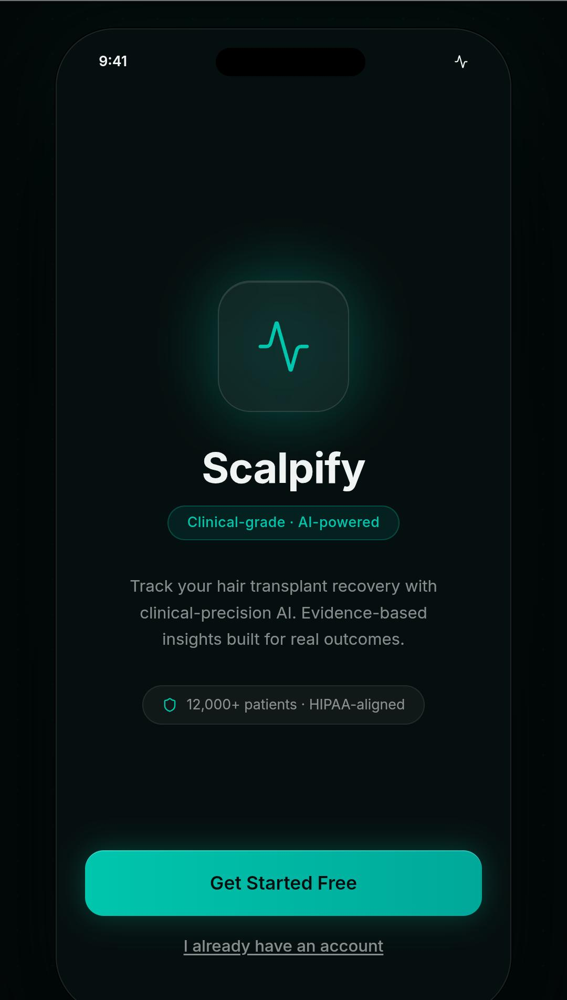 9:41
Scalpify
Clinical-grade · AI-powered
Track your hair transplant recovery with
clinical-precision AI. Evidence-based
insights built for real outcomes.
12,000+ patients · HIPAA-aligned
Get Started Free
I already have an account